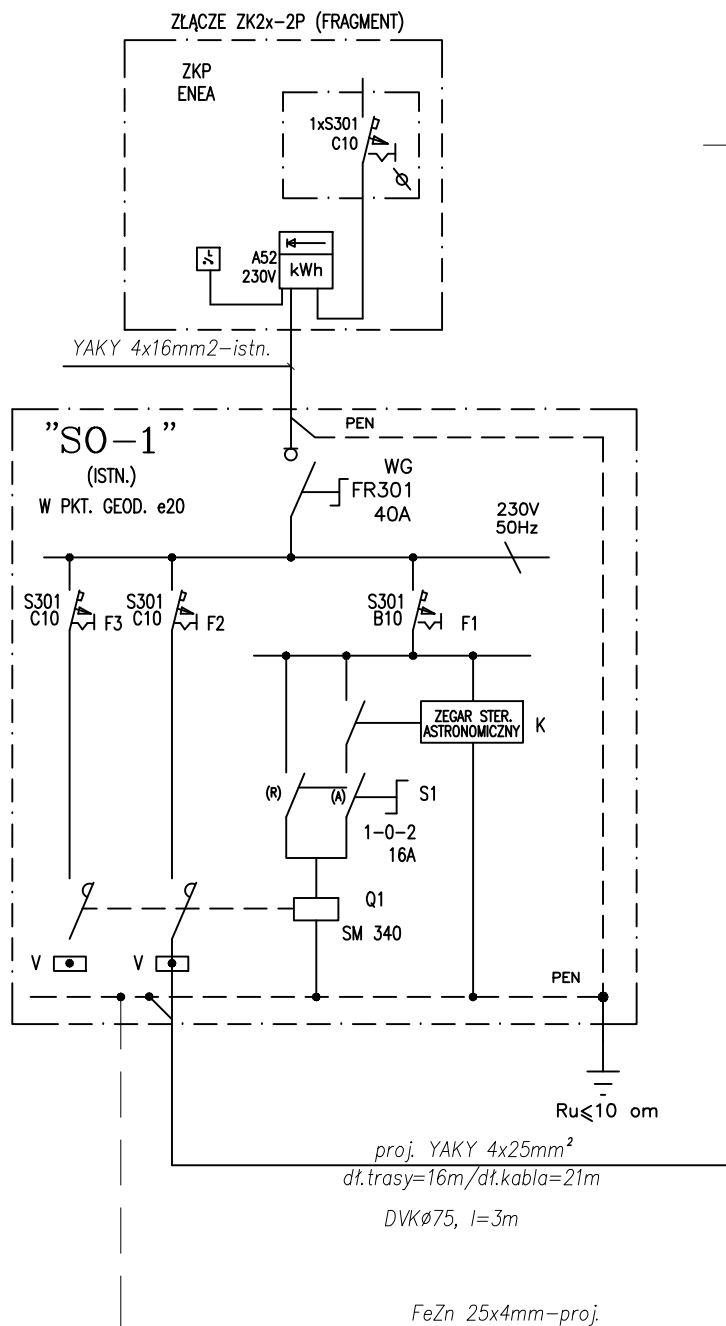 ZŁĄCZE ZK2x-2P (FRAGMENT)
ZKP
ENEA
1xS301
C10
A52
230V
kWh
YAKY 4x16mm2-istn.
PEN
"SO-1"
(ISTN.)
W PKT. GEOD. e20
WG
FR301
40A
230V
50Hz
S301
C10
F3
S301
C10
F2
S301
B10
F1
ZEGAR STER.
ASTRONOMICZNY
K
(R)
(A)
S1
1-0-2
16A
Q1
SM 340
V
V
PEN
Ru≤10 om
proj. YAKY 4x25mm²
dł.trasy=16m/dł.kabla=21m
DVKø75, l=3m
FeZn 25x4mm-proj.